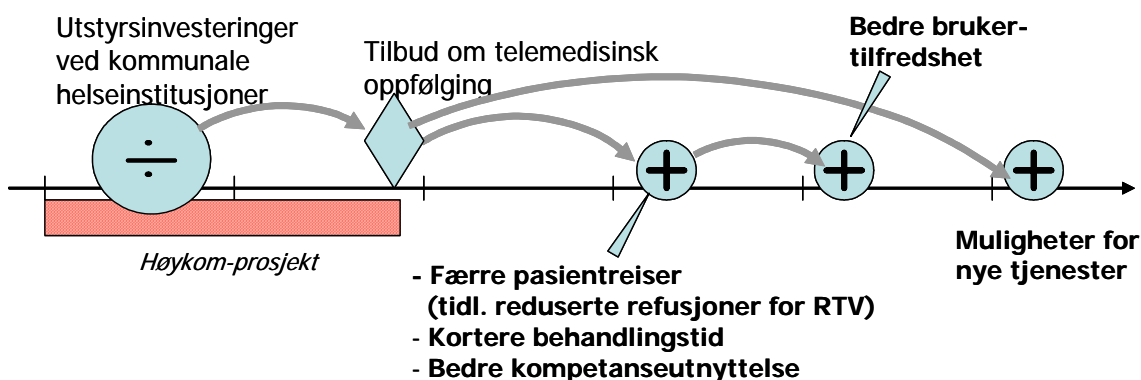 Utstyrsinvesteringer
ved kommunale
helseinstitusjoner
Tilbud om telemedisinsk
oppfølging
Bedre bruker-
tilfredshet
Høykom-prosjekt
- Færre pasientreiser
(tidl. reduserte refusjoner for RTV)
- Kortere behandlingstid
- Bedre kompetanseutnyttelse
Muligheter for
nye tjenester